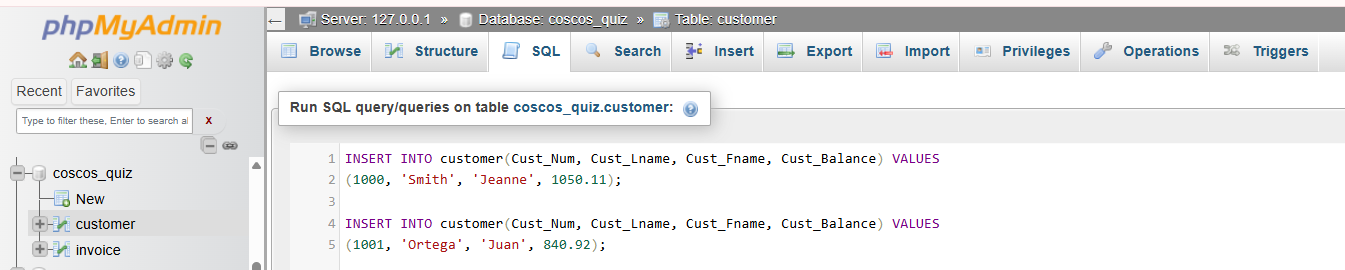 phpMyAdmin
Recent Favorites
Type to filter these, Enter to search al X
coscos_quiz
New
customer
invoice
Server: 127.0.0.1 » Database: coscos_quiz » Table: customer
Browse Structure SQL Search Insert Export Import Privileges Operations Triggers
Run SQL query/queries on table coscos_quiz.customer:
1 INSERT INTO customer(Cust_Num, Cust_Lname, Cust_Fname, Cust_Balance) VALUES
2 (1000, 'Smith', 'Jeanne', 1050.11);
3
4 INSERT INTO customer(Cust_Num, Cust_Lname, Cust_Fname, Cust_Balance) VALUES
5 (1001, 'Ortega', 'Juan', 840.92);